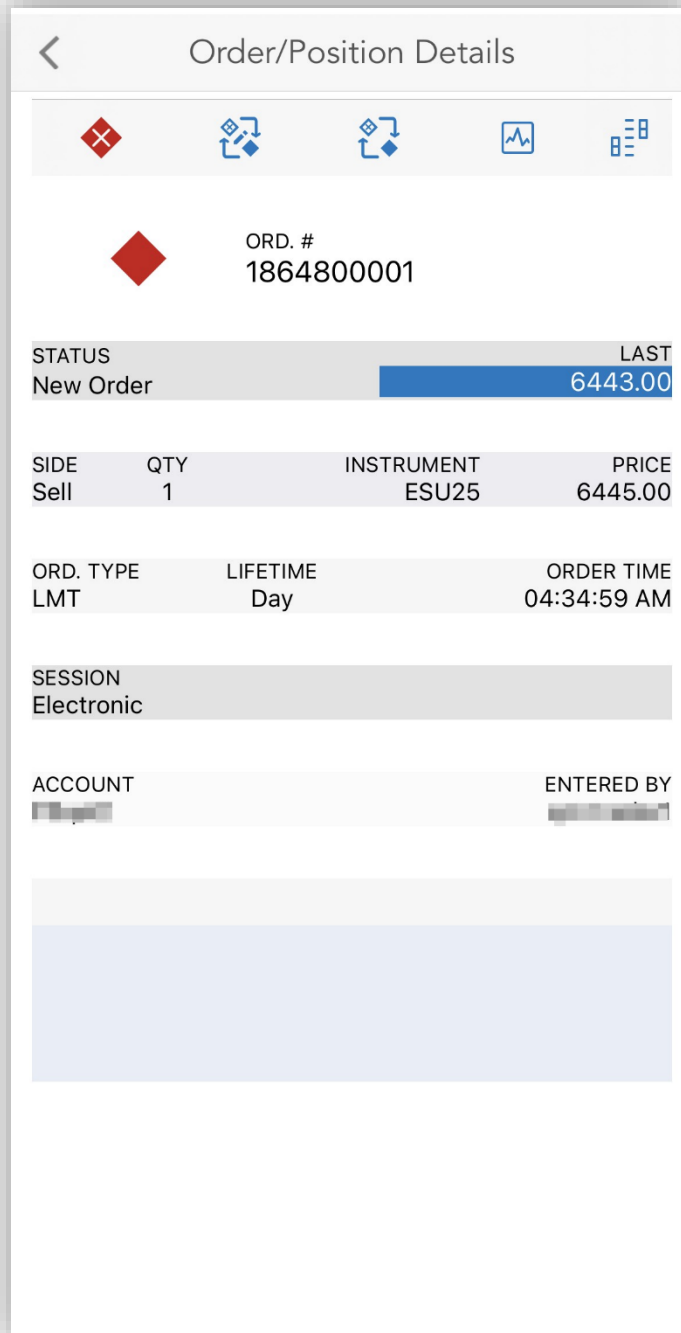 Order/Position Details
ORD. #
1864800001
STATUS LAST
New Order 6443.00
SIDE QTY INSTRUMENT PRICE
Sell 1 ESU25 6445.00
ORD. TYPE LIFETIME ORDER TIME
LMT Day 04:34:59 AM
SESSION
Electronic
ACCOUNT ENTERED BY